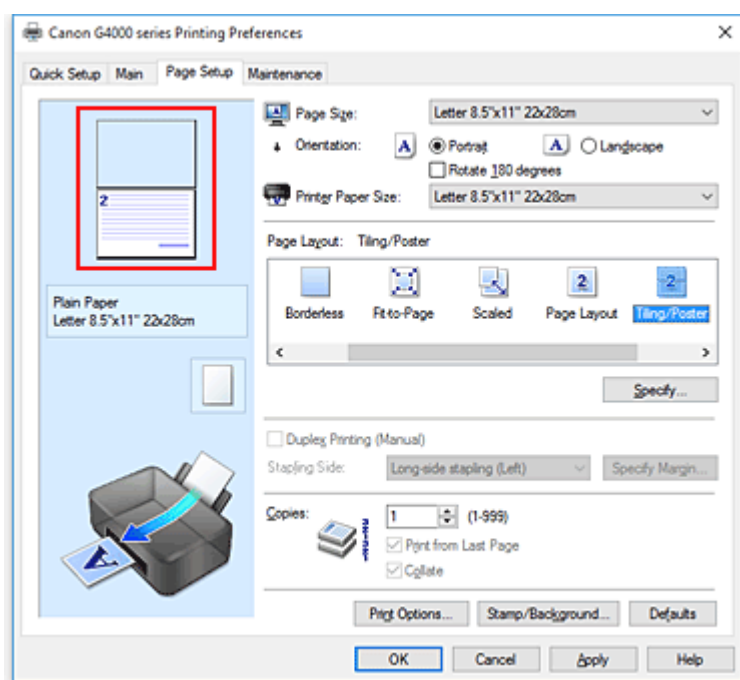 Canon G4000 series Printing Preferences
Quick Setup Main Page Setup Maintenance
Page Size: Letter 8.5"x11" 22x28cm
Orientation: A Portrait A Landscape
Rotate 180 degrees
Printer Paper Size: Letter 8.5"x11" 22x28cm
2
Page Layout: Tiling/Poster
2 2
Borderless Fit-to-Page Scaled Page Layout Tiling/Poster
Plain Paper
Letter 8.5"x11" 22x28cm
Specify...
Duplex Printing (Manual)
Stapling Side: Long-side stapling (Left) Specify Margin...
Copies: 1 (1-999)
Print from Last Page
Collate
A
Print Options... Stamp/Background... Defaults
OK Cancel Apply Help